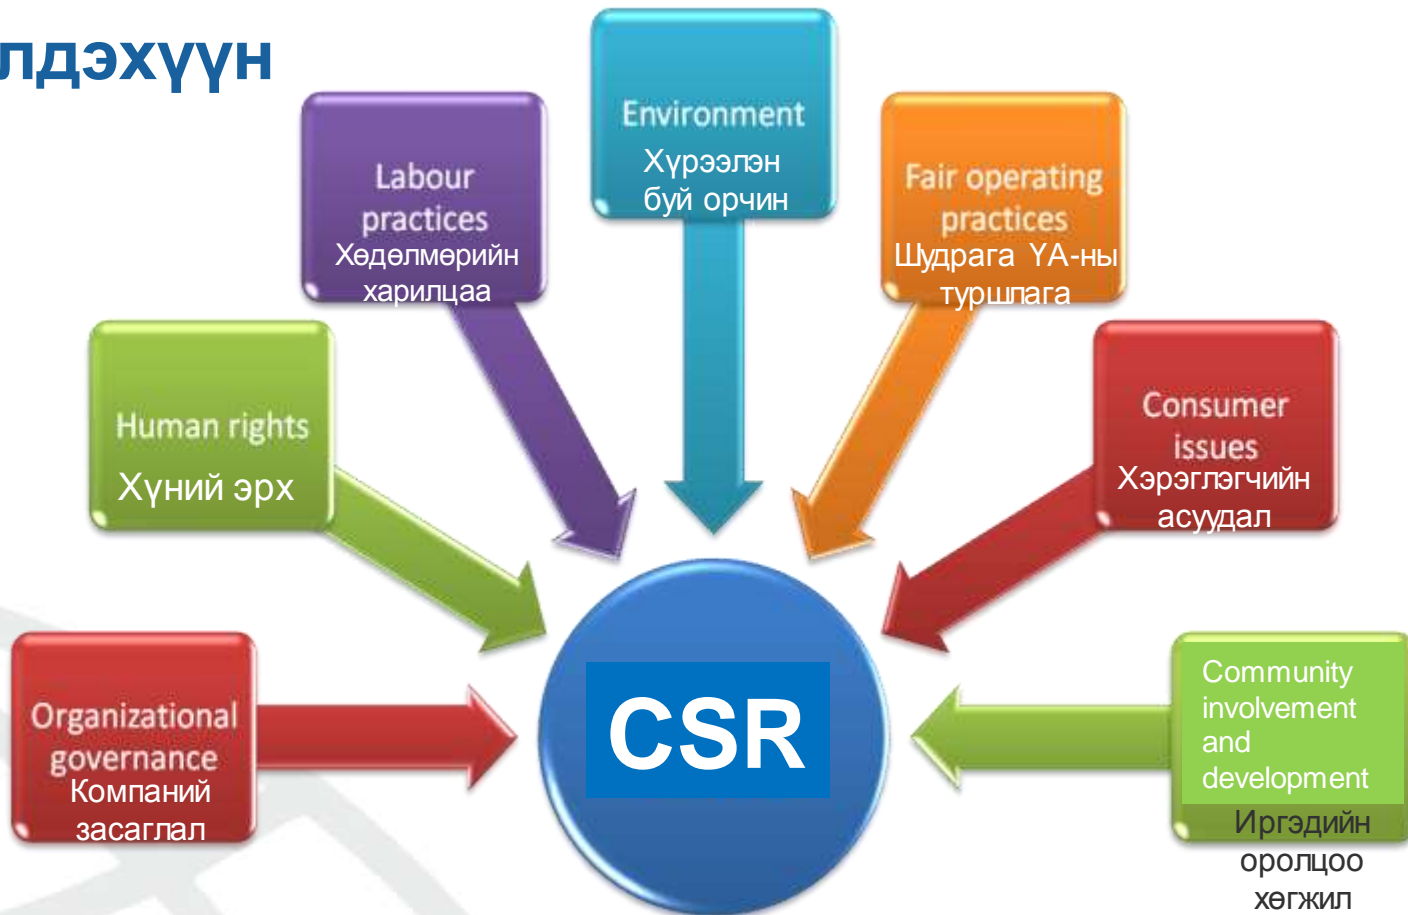 лдэхүүн
Environment
Хүрээлэн
буй орчин
Labour
practices
Хөдөлмөрийн
харилцаа
Fair operating
practices
Шудрага ҮА-ны
туршлага
Human rights
Хүний эрх
Consumer
issues
Хэрэглэгчийн
асуудал
Organizational
governance
Компаний
засаглал
CSR
Community
involvement
and
development
Иргэдийн
оролцоо
хөгжил